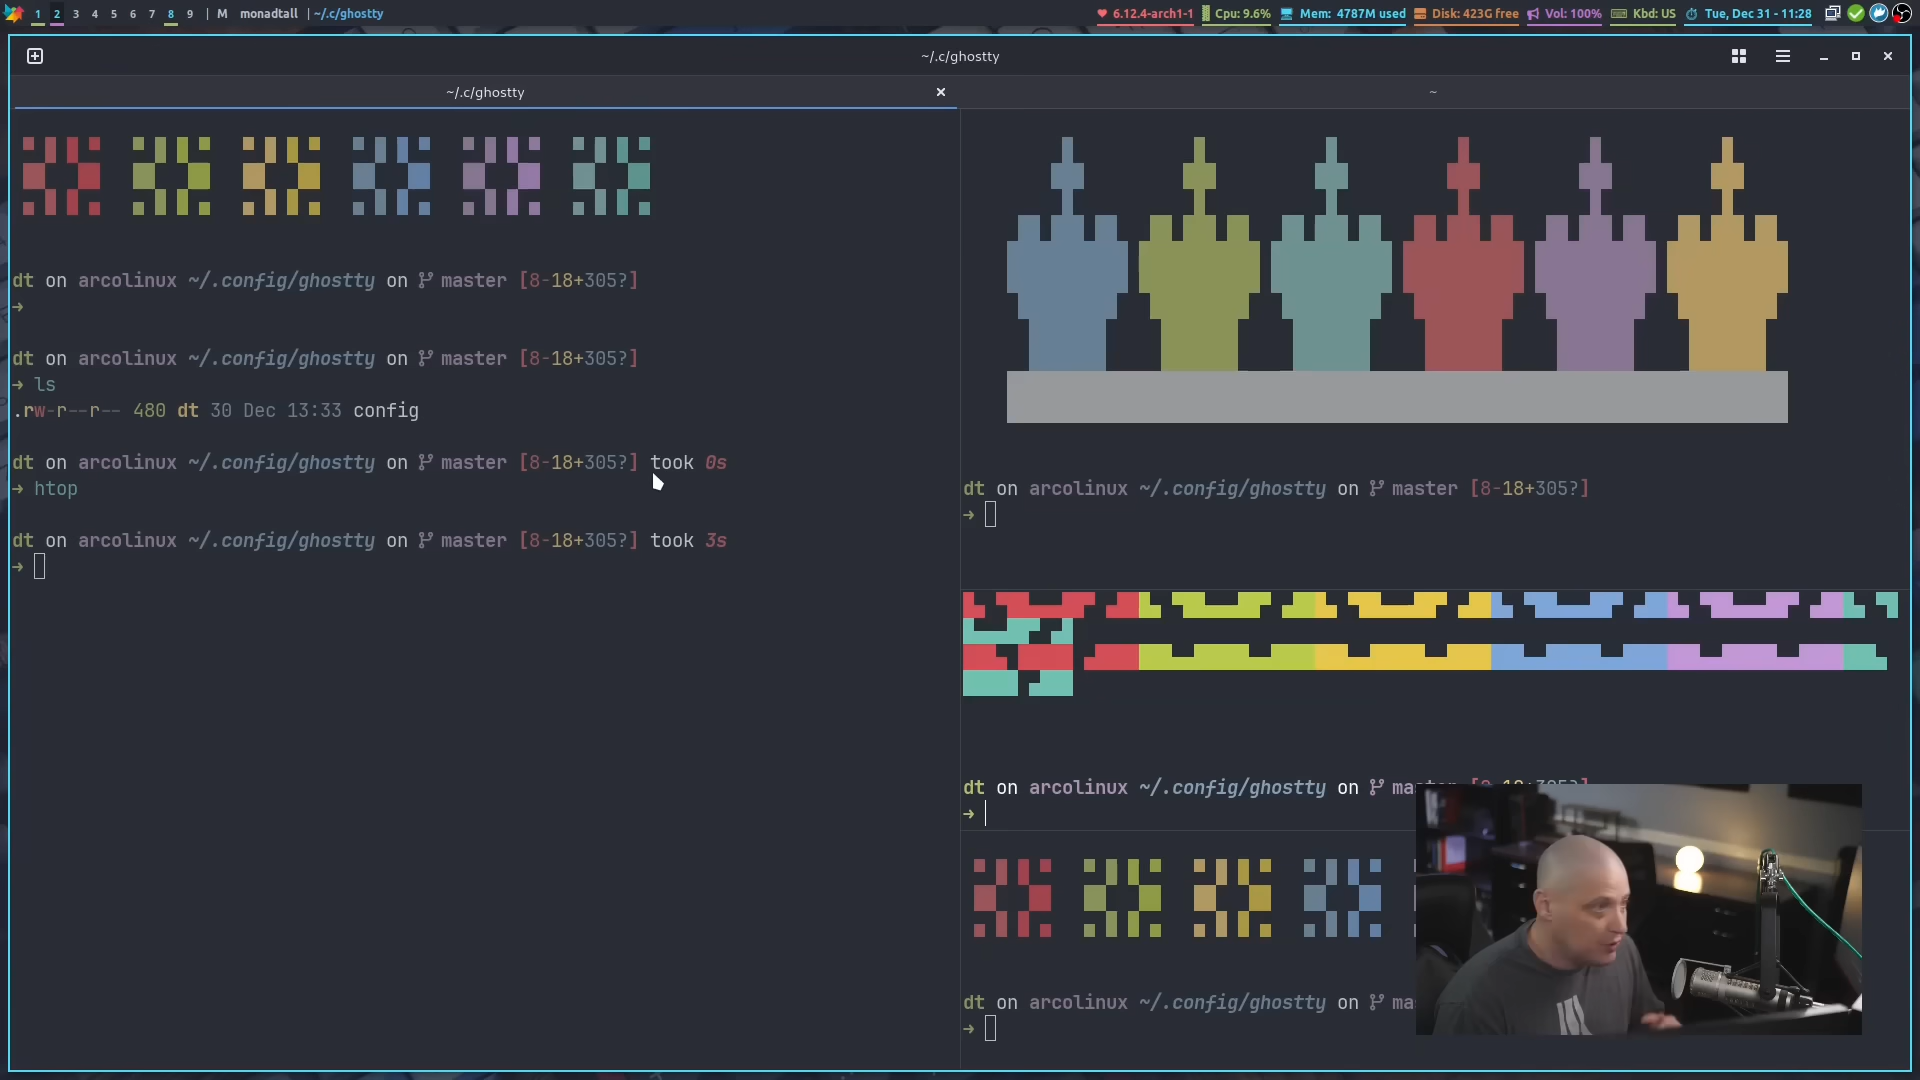 1 2 3 4 5 6 7 8 9 | M monadtall | ~/.c/ghostty
6.12.4-arch1-1 Cpu: 9.6% Mem: 4787M used Disk: 423G free Vol: 100% Kbd: US Tue, Dec 31 - 11:28
~/.c/ghostty
~/.c/ghostty
~
dt on arcolinux ~/.config/ghostty on master [8-18+305?]
➜
dt on arcolinux ~/.config/ghostty on master [8-18+305?]
➜ ls
.rw-r--r-- 480 dt 30 Dec 13:33 config
dt on arcolinux ~/.config/ghostty on master [8-18+305?] took 0s
➜ htop
dt on arcolinux ~/.config/ghostty on master [8-18+305?] took 3s
➜
dt on arcolinux ~/.config/ghostty on master [8-18+305?]
➜
dt on arcolinux ~/.config/ghostty on master [8-18+305?]
➜
dt on arcolinux ~/.config/ghostty on ma
➜